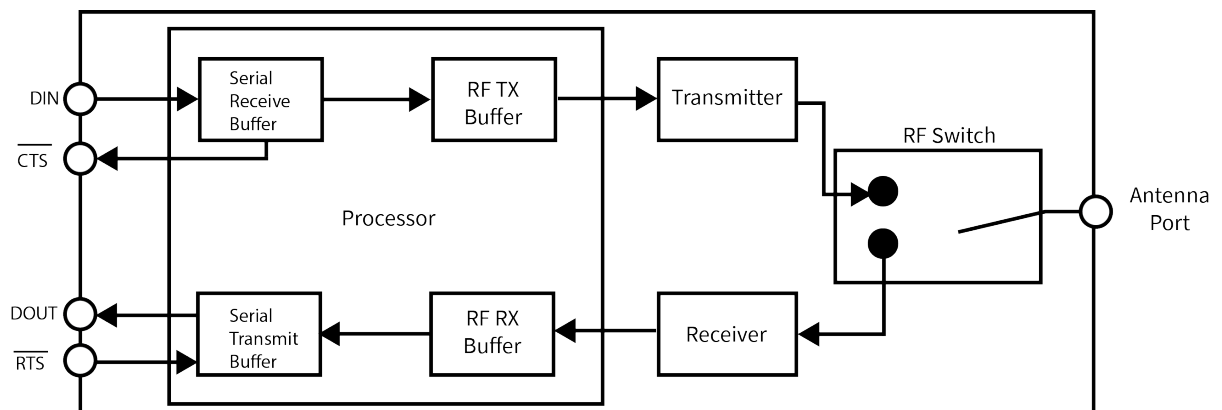 DIN
CTS
DOUT
RTS
Serial
Receive
Buffer
RF TX
Buffer
Transmitter
RF Switch
Antenna
Port
Processor
Serial
Transmit
Buffer
RF RX
Buffer
Receiver